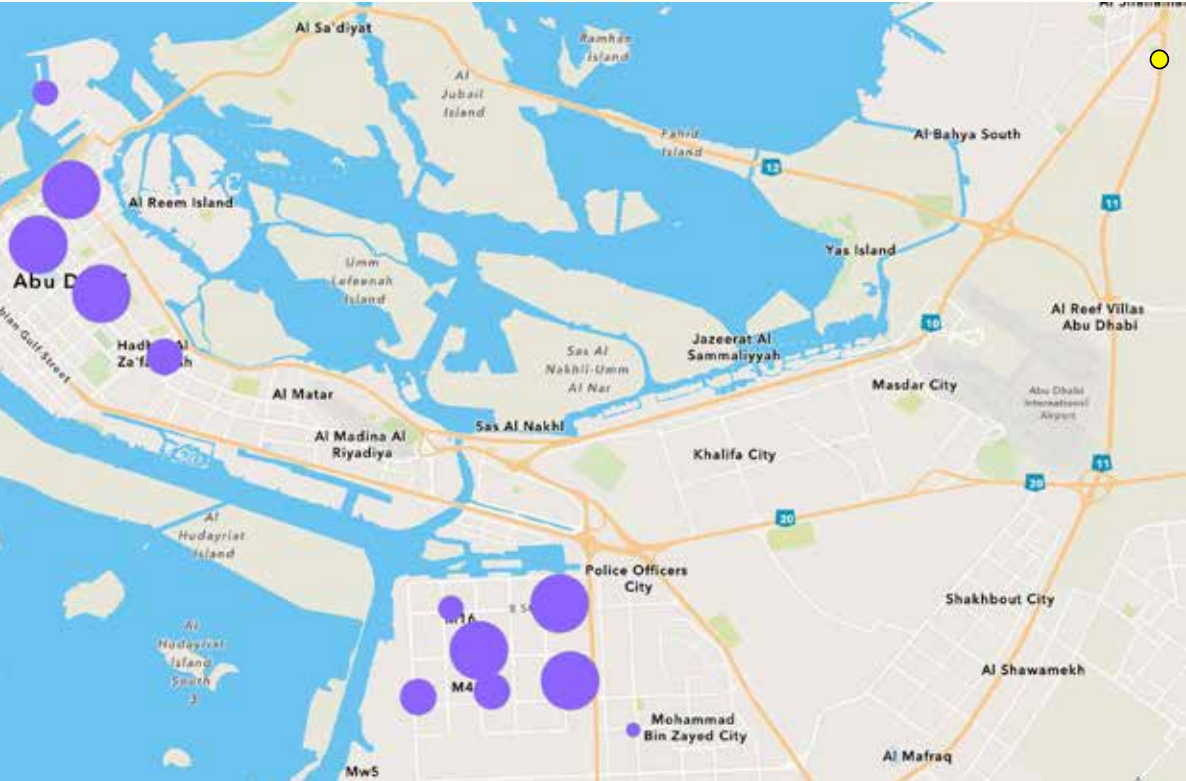 Al Sa'diyat
Ramhan
Island
Al
Jubail
Island
Fahid
Island
12
Al Bahya South
11
Al Reem Island
Yas Island
Umm
Lafeenah
Island
Abu D
Al Reef Villas
Abu Dhabi
10
Jazeerat Al
Sammaliyyah
Sas Al
Nakhl-Umm
Al Nar
Masdar City
Abu Dhabi
International
Airport
Al Matar
Sas Al Nakhl
Al Madina Al
Riyadiya
Khalifa City
11
20
20
Al
Hudayriat
Island
Police Officers
City
Shakhbout City
M4
Al
Hudayriat
Island
South
3
Al Shawamekh
Mohammad
Bin Zayed City
Al Mafraq
Mw5